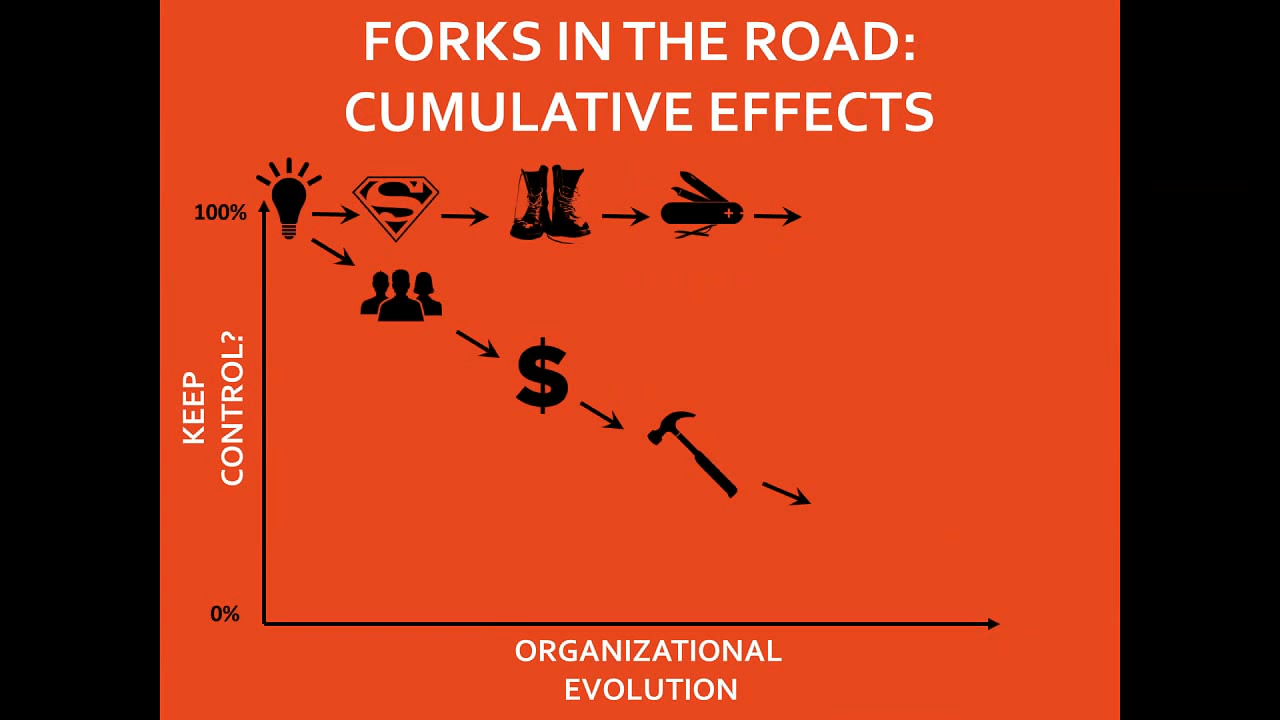 FORKS IN THE ROAD:
CUMULATIVE EFFECTS
100%
KEEP
CONTROL?
$
0%
ORGANIZATIONAL
EVOLUTION